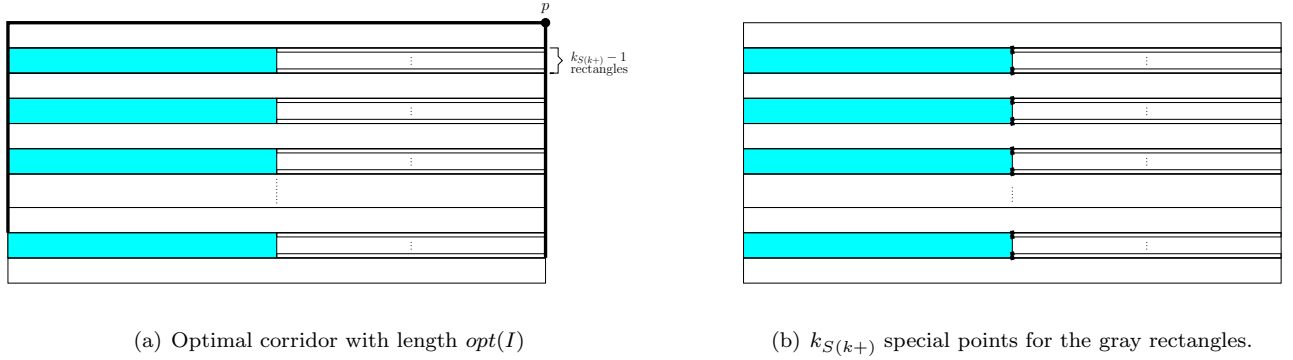 p
k_{S(k+)} − 1
rectangles
(a) Optimal corridor with length opt(I)
(b) k_{S(k+)} special points for the gray rectangles.